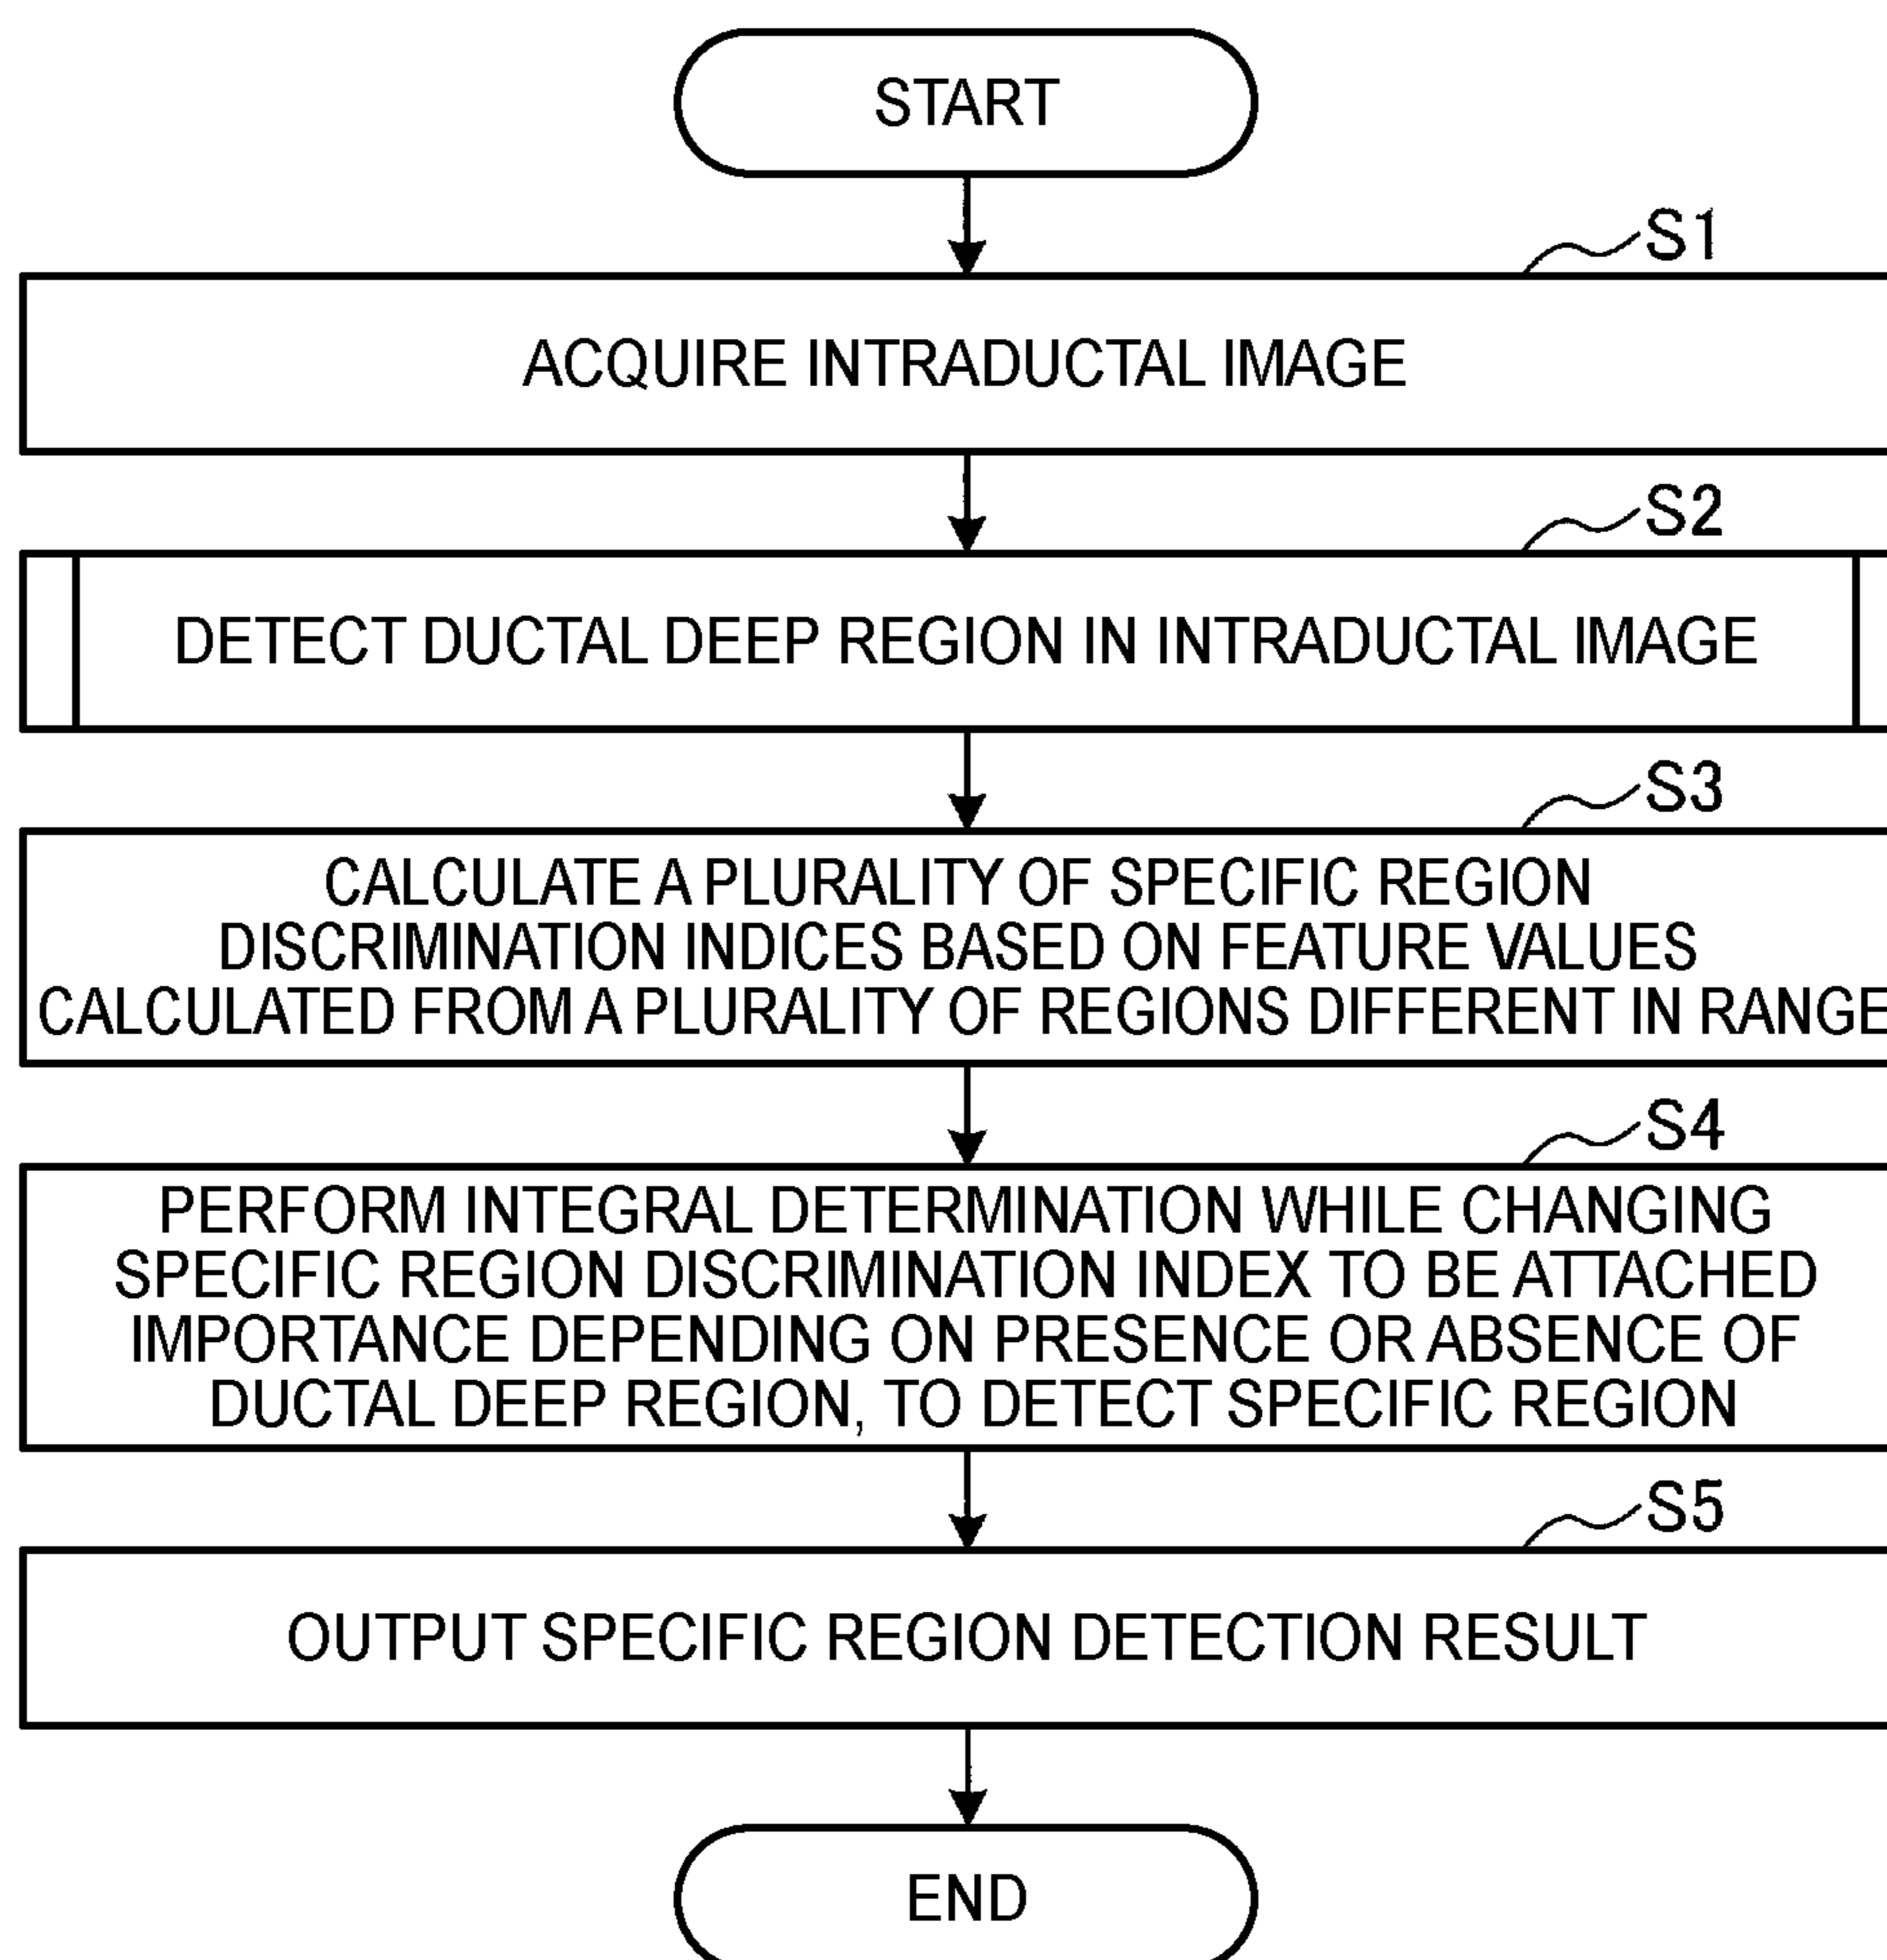 START
S1
ACQUIRE INTRADUCTAL IMAGE
S2
DETECT DUCTAL DEEP REGION IN INTRADUCTAL IMAGE
S3
CALCULATE A PLURALITY OF SPECIFIC REGION
DISCRIMINATION INDICES BASED ON FEATURE VALUES
CALCULATED FROM A PLURALITY OF REGIONS DIFFERENT IN RANGE
S4
PERFORM INTEGRAL DETERMINATION WHILE CHANGING
SPECIFIC REGION DISCRIMINATION INDEX TO BE ATTACHED
IMPORTANCE DEPENDING ON PRESENCE OR ABSENCE OF
DUCTAL DEEP REGION, TO DETECT SPECIFIC REGION
S5
OUTPUT SPECIFIC REGION DETECTION RESULT
END